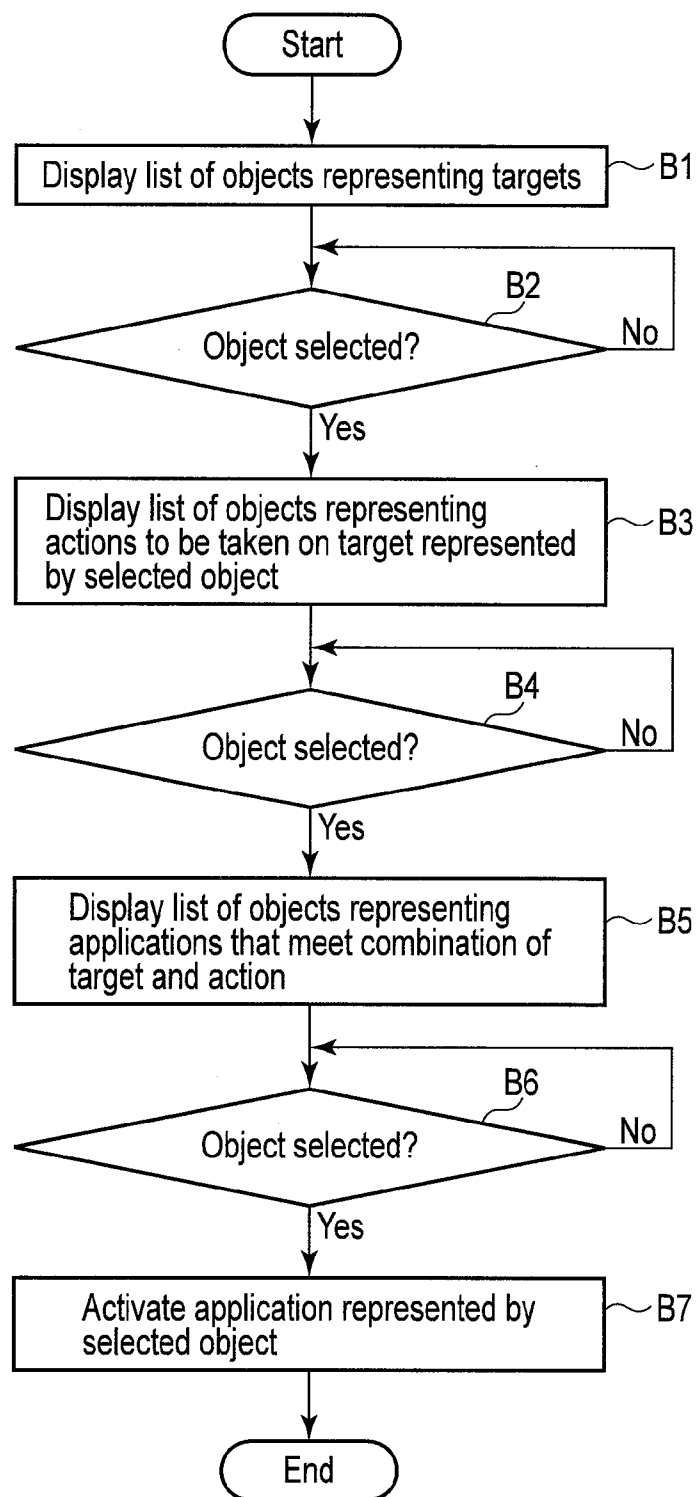 Start
Display list of objects representing targets
B1
B2
Object selected?
No
Yes
Display list of objects representing
actions to be taken on target represented
by selected object
B3
B4
Object selected?
No
Yes
Display list of objects representing
applications that meet combination of
target and action
B5
B6
Object selected?
No
Yes
Activate application represented by
selected object
B7
End